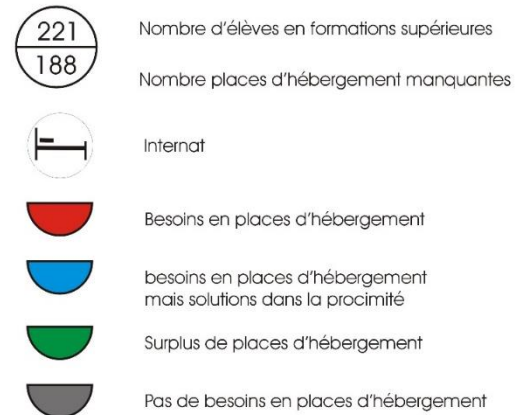 221
188
Nombre d'élèves en formations supérieures
Nombre places d'hébergement manquantes
Internat
Besoins en places d'hébergement
besoins en places d'hébergement
mais solutions dans la procimité
Surplus de places d'hébergement
Pas de besoins en places d'hébergement